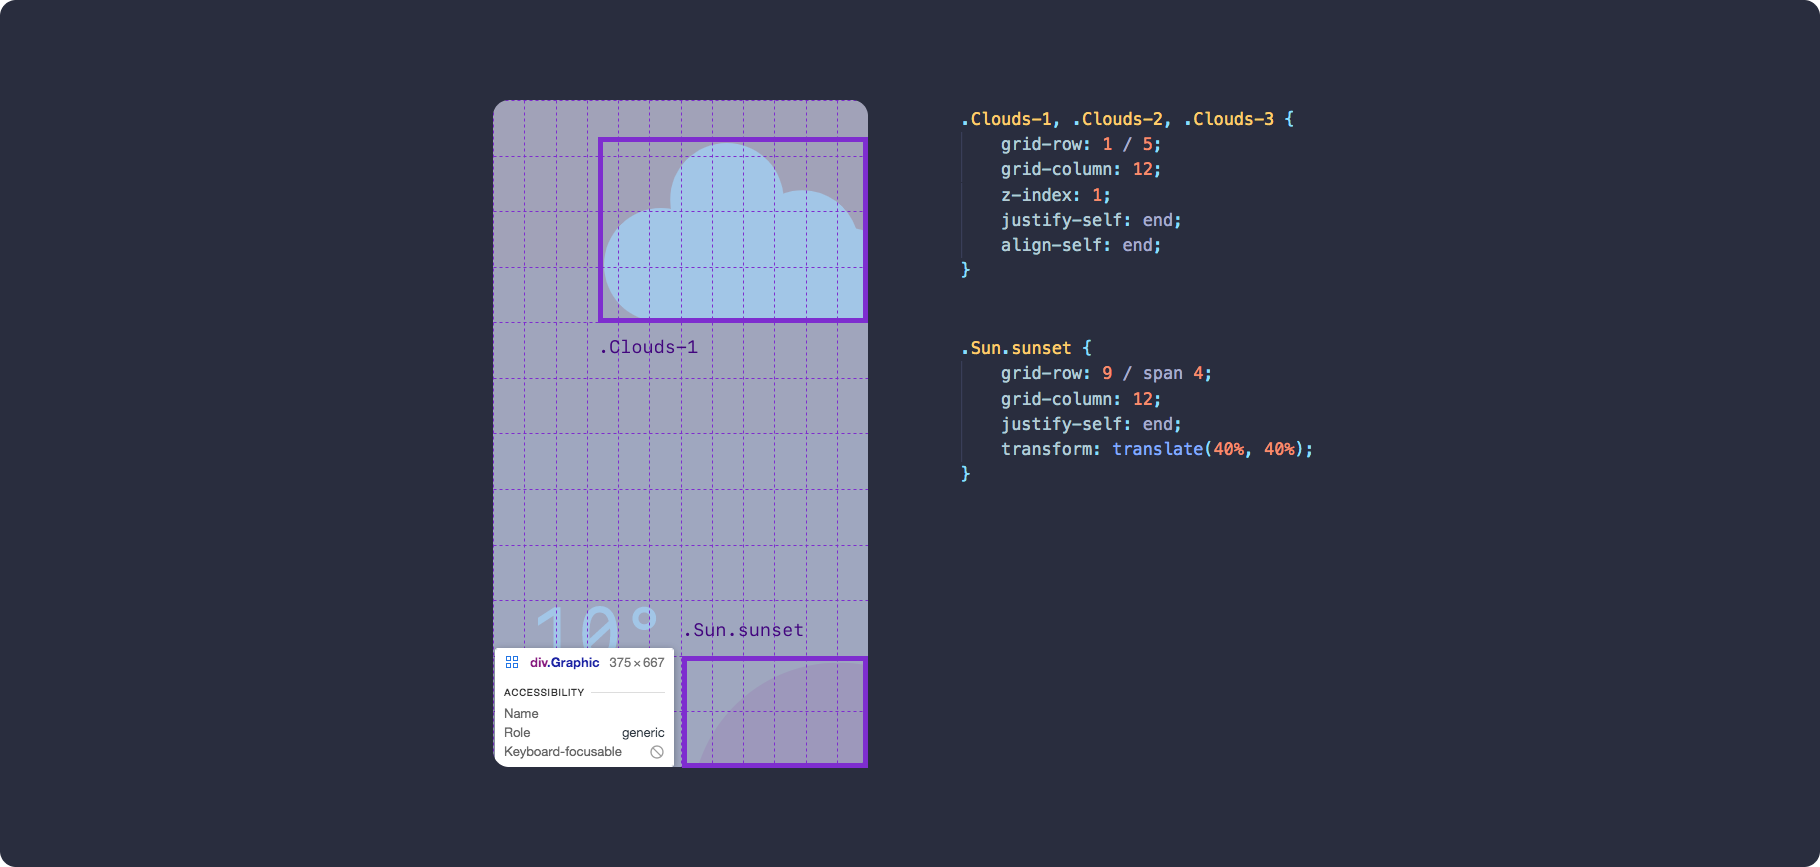 .Clouds-1
10°
.Sun.sunset
div.Graphic 375×667
ACCESSIBILITY
Name
Role generic
Keyboard-focusable
.Clouds-1, .Clouds-2, .Clouds-3 {
grid-row: 1 / 5;
grid-column: 12;
z-index: 1;
justify-self: end;
align-self: end;
}
.Sun.sunset {
grid-row: 9 / span 4;
grid-column: 12;
justify-self: end;
transform: translate(40%, 40%);
}